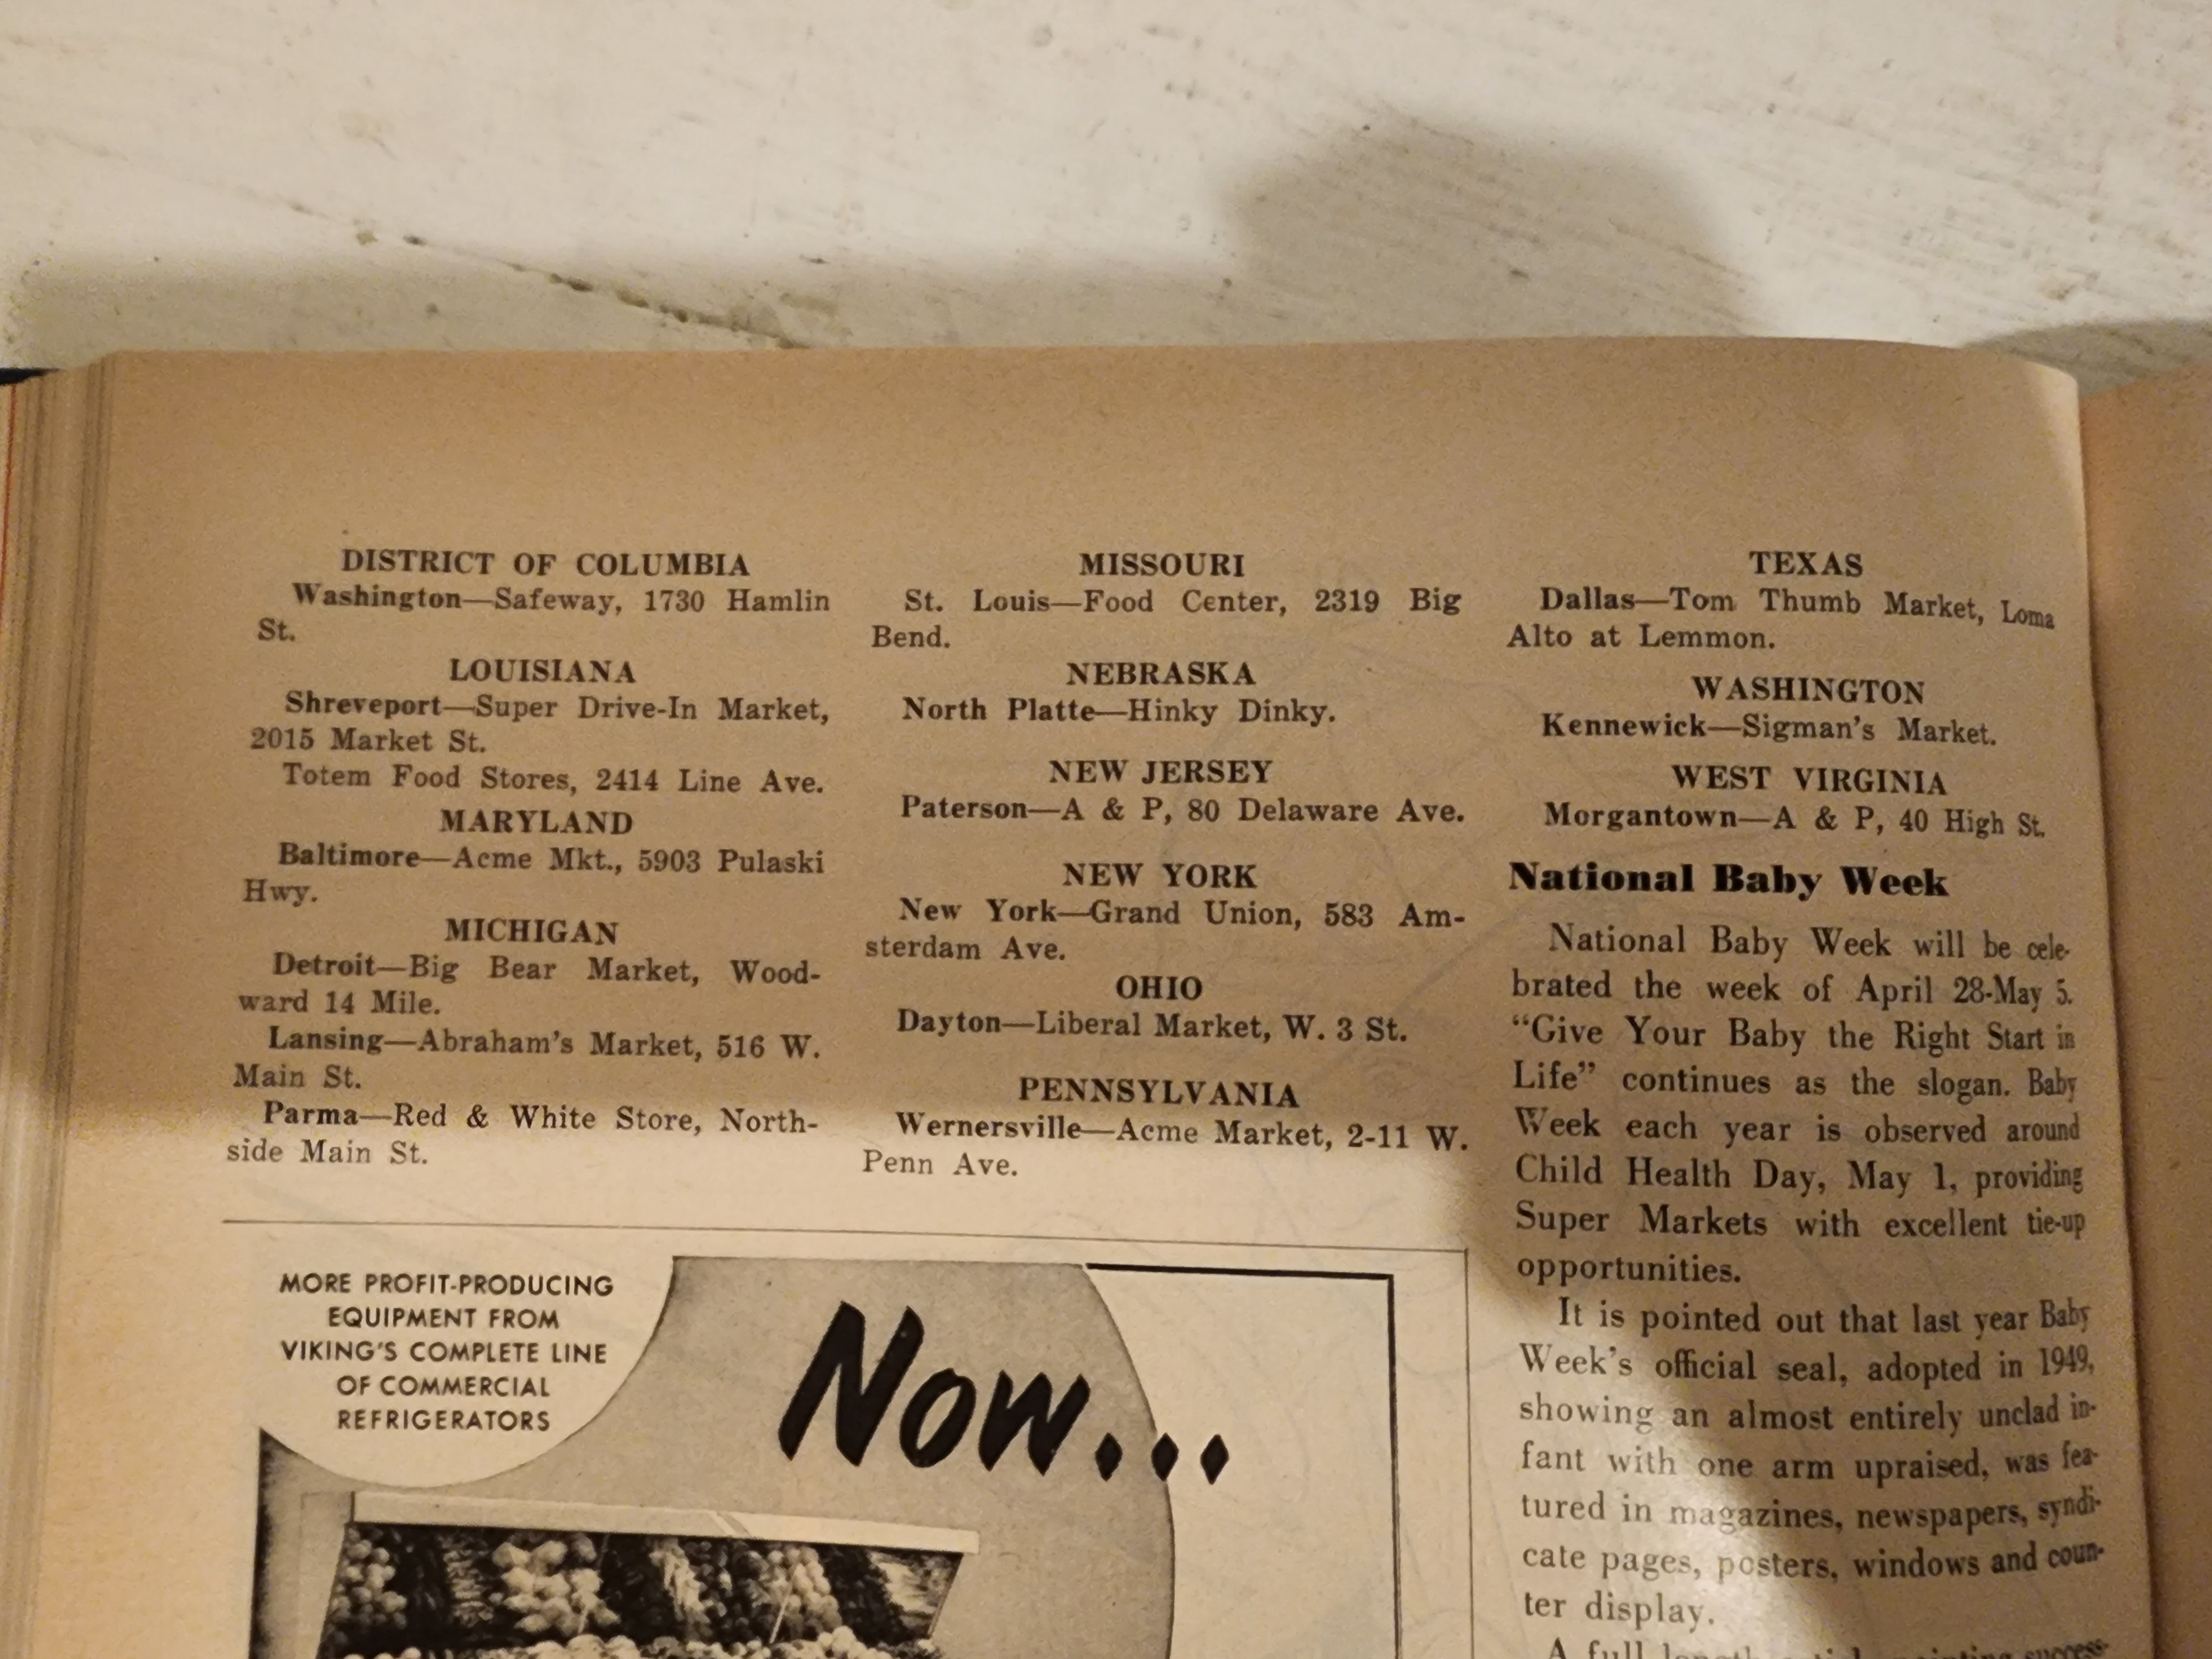 DISTRICT OF COLUMBIA
Washington—Safeway, 1730 Hamlin
St.
LOUISIANA
Shreveport—Super Drive-In Market,
2015 Market St.
Totem Food Stores, 2414 Line Ave.
MARYLAND
Baltimore—Acme Mkt., 5903 Pulaski
Hwy.
MICHIGAN
Detroit—Big Bear Market, Wood-
ward 14 Mile.
Lansing—Abraham's Market, 516 W.
Main St.
Parma—Red & White Store, North-
side Main St.
MISSOURI
St. Louis—Food Center, 2319 Big
Bend.
NEBRASKA
North Platte—Hinky Dinky.
NEW JERSEY
Paterson—A & P, 80 Delaware Ave.
NEW YORK
New York—Grand Union, 583 Am-
sterdam Ave.
OHIO
Dayton—Liberal Market, W. 3 St.
PENNSYLVANIA
Wernersville—Acme Market, 2-11 W.
Penn Ave.
TEXAS
Dallas—Tom Thumb Market, Loma
Alto at Lemmon.
WASHINGTON
Kennewick—Sigman's Market.
WEST VIRGINIA
Morgantown—A & P, 40 High St.
National Baby Week
National Baby Week will be cele-
brated the week of April 28-May 5.
“Give Your Baby the Right Start in
Life” continues as the slogan. Baby
Week each year is observed around
Child Health Day, May 1, providing
Super Markets with excellent tie-up
opportunities.
It is pointed out that last year Baby
Week's official seal, adopted in 1949,
showing an almost entirely unclad in-
fant with one arm upraised, was fea-
tured in magazines, newspapers, syndi-
cate pages, posters, windows and coun-
ter display.
A full length
MORE PROFIT-PRODUCING
EQUIPMENT FROM
VIKING'S COMPLETE LINE
OF COMMERCIAL
REFRIGERATORS
Now...